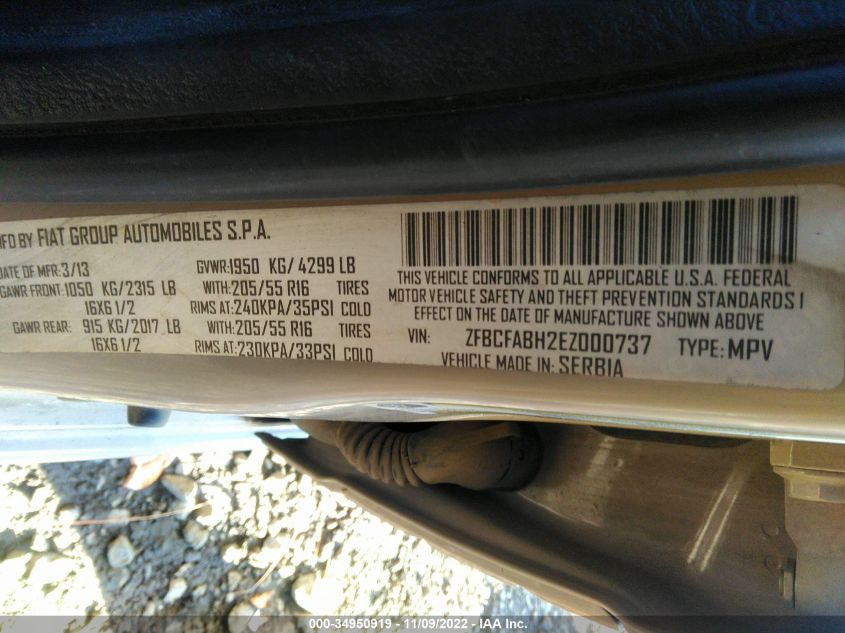 MFD BY FIAT GROUP AUTOMOBILES S.P.A.
DATE OF MFR:3/13 GVWR:1950 KG/ 4299 LB
GAWR FRONT:1050 KG/2315 LB WITH:205/55 R16 TIRES
16X6 1/2 RIMS AT:240KPA/35PSI COLD
GAWR REAR: 915 KG/2017 LB WITH:205/55 R16 TIRES
16X6 1/2 RIMS AT:230KPA/33PSI COLD
THIS VEHICLE CONFORMS TO ALL APPLICABLE U.S.A. FEDERAL
MOTOR VEHICLE SAFETY AND THEFT PREVENTION STANDARDS I
EFFECT ON THE DATE OF MANUFACTURE SHOWN ABOVE
VIN: ZFBCFABH2EZ000737 TYPE: MPV
VEHICLE MADE IN: SERBIA
000-34950919 - 11/09/2022 - IAA Inc.